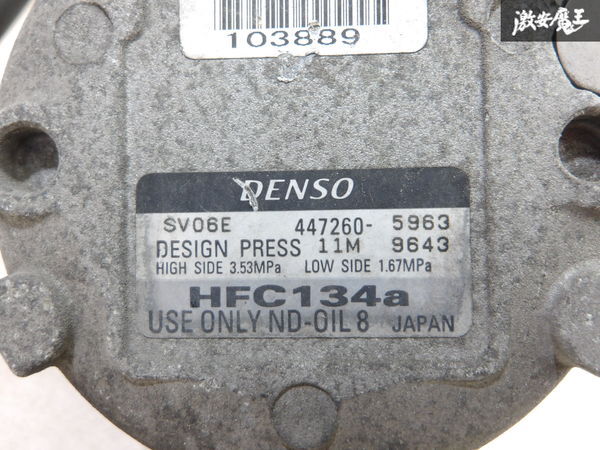 激安魔王
103889
DENSO
SV06E 447260-5963
DESIGN PRESS 11M 9643
HIGH SIDE 3.53MPa LOW SIDE 1.67MPa
HFC134a
USE ONLY ND-OIL 8 JAPAN